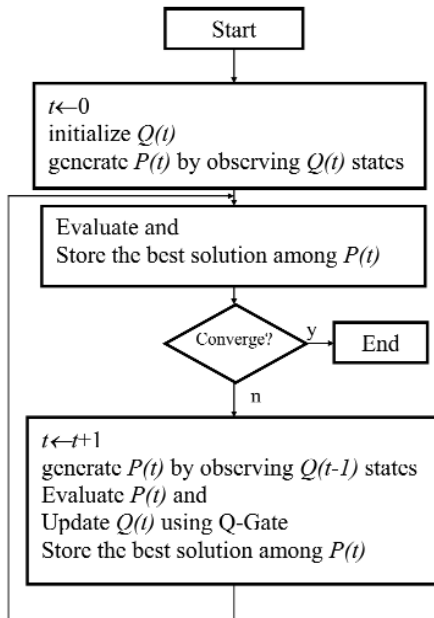 Start
t←0
initialize Q(t)
generate P(t) by observing Q(t) states
Evaluate and
Store the best solution among P(t)
Converge?
y
End
n
t←t+1
generate P(t) by observing Q(t-1) states
Evaluate P(t) and
Update Q(t) using Q-Gate
Store the best solution among P(t)